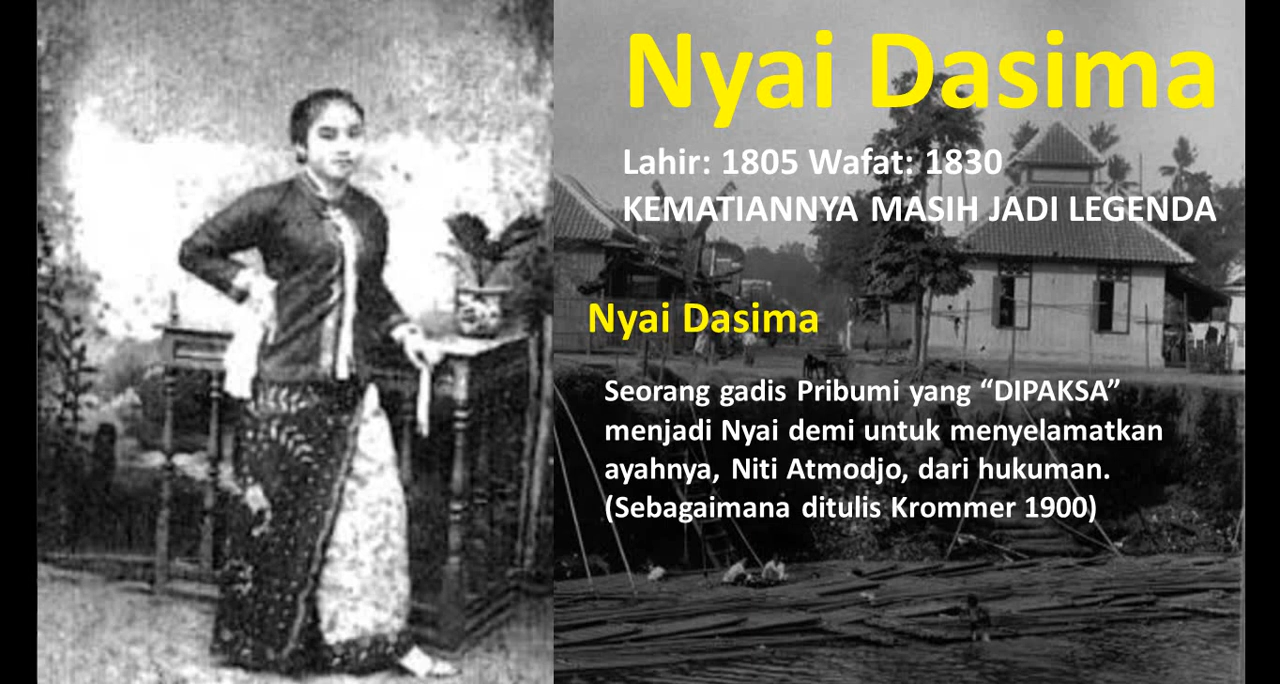 Nyai Dasima
Lahir: 1805 Wafat: 1830
KEMATIANNYA MASIH JADI LEGENDA
Nyai Dasima
Seorang gadis Pribumi yang “DIPAKSA”
menjadi Nyai demi untuk menyelamatkan
ayahnya, Niti Atmodjo, dari hukuman.
(Sebagaimana ditulis Krommer 1900)